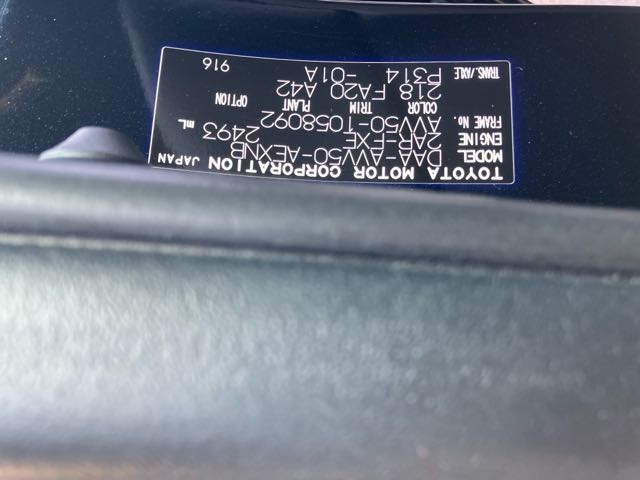 TOYOTA MOTOR CORPORATION JAPAN
MODEL DAA-AVV50-AEXNB
ENGINE 2AR-FXE 2493 mL
FRAME No. AVV50-1058092
COLOR TRIM PLANT OPTION
218 FA20 A42
TRANS./AXLE P314 -01A
916